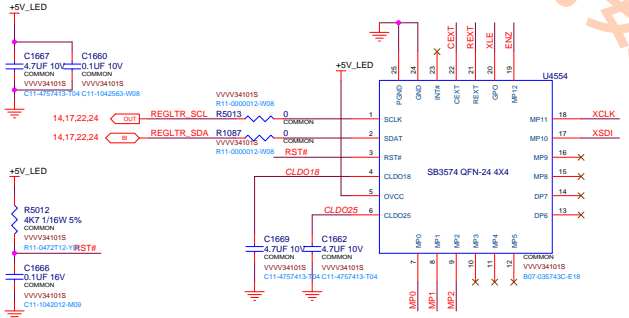 +5V_LED
C1667
4.7UF 10V
COMMON
VVVV34101S
C11-4757413-T04
C1660
0.1UF 10V
COMMON
VVVV34101S
C11-1042563-W08
14,17,22,24
OUT
REGLTR_SCL
R5013
0
COMMON
VVVV34101S
R11-0000012-W08
14,17,22,24
BI
REGLTR_SDA
R1087
0
COMMON
VVVV34101S
R11-0000012-W08
RST#
CLDO18
CLDO25
+5V_LED
R5012
4K7 1/16W 5%
COMMON
VVVV34101S
R11-0472T12-Y
RST#
C1666
0.1UF 16V
COMMON
VVVV34101S
C11-1042012-M09
C1669
4.7UF 10V
COMMON
VVVV34101S
C11-4757413-T04
C1662
4.7UF 10V
COMMON
VVVV34101S
C11-4757413-T04
+5V_LED
CEXT
REXT
XLE
ENZ
25
24
23
22
21
20
19
PGND
GND
INT#
CEXT
REXT
GPO
MP12
U4554
1
SCLK
2
SDAT
3
RST#
4
CLDO18
5
OVCC
6
CLDO25
SB3574 QFN-24 4X4
MP11
18
XCLK
MP10
17
XSDI
MP9
16
MP8
15
DP7
14
DP6
13
MP0
MP1
MP2
MP3
MP4
MP5
7
8
9
10
11
12
MP0
MP1
MP2
COMMON
VVVV34101S
B07-035743C-E18